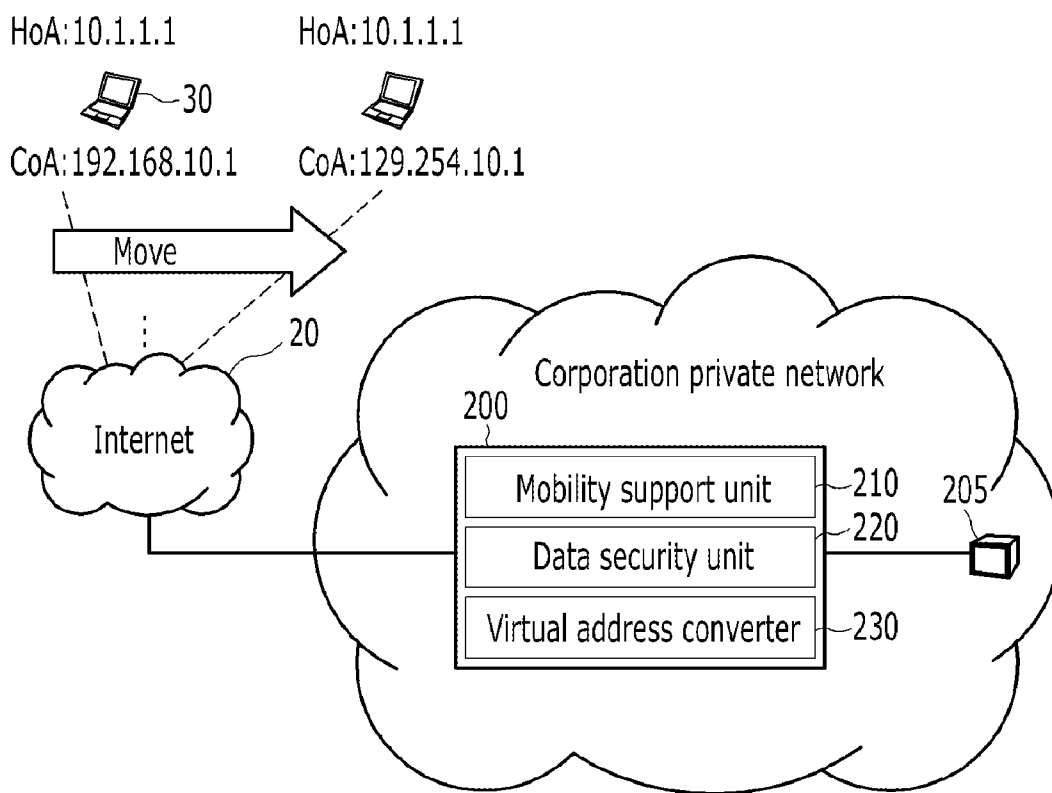 HoA:10.1.1.1
HoA:10.1.1.1
30
CoA:192.168.10.1
CoA:129.254.10.1
Move
20
Internet
Corporation private network
200
Mobility support unit
210
205
Data security unit
220
Virtual address converter
230